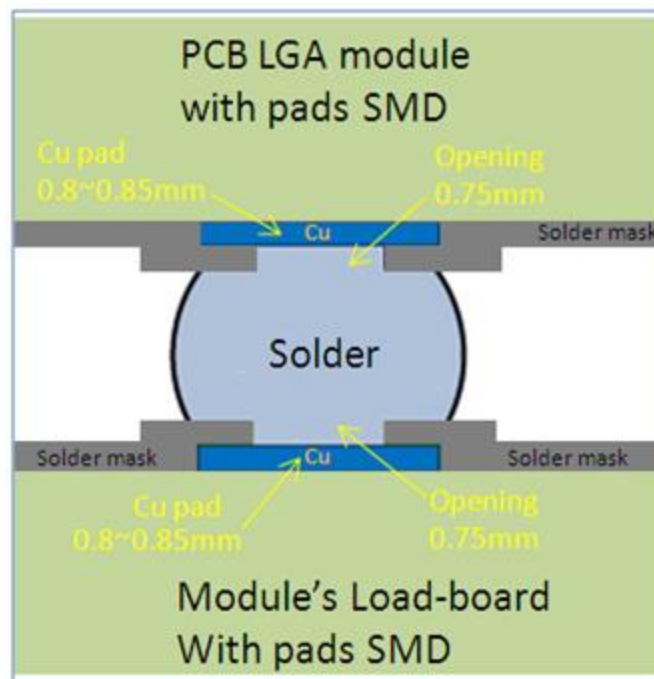 PCB LGA module
with pads SMD
Cu pad
0.8~0.85mm
Opening
0.75mm
Cu
Solder mask
Solder
Solder mask
Cu
Solder mask
Cu pad
0.8~0.85mm
Opening
0.75mm
Module's Load-board
With pads SMD